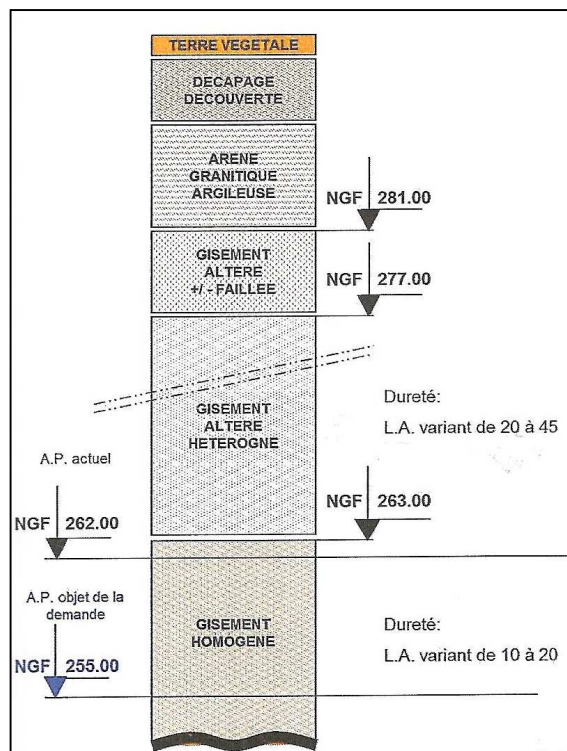 TERRE VEGETALE
DECAPAGE
DECOUVERTE
ARENE
GRANITIQUE
ARGILEUSE
NGF 281.00
GISEMENT
ALTERE
+/- FAILLEE
NGF 277.00
GISEMENT
ALTERE
HETEROGNE
Dureté:
L.A. variant de 20 à 45
A.P. actuel
NGF 262.00
NGF 263.00
A.P. objet de la
demande
NGF 255.00
GISEMENT
HOMOGENE
Dureté:
L.A. variant de 10 à 20